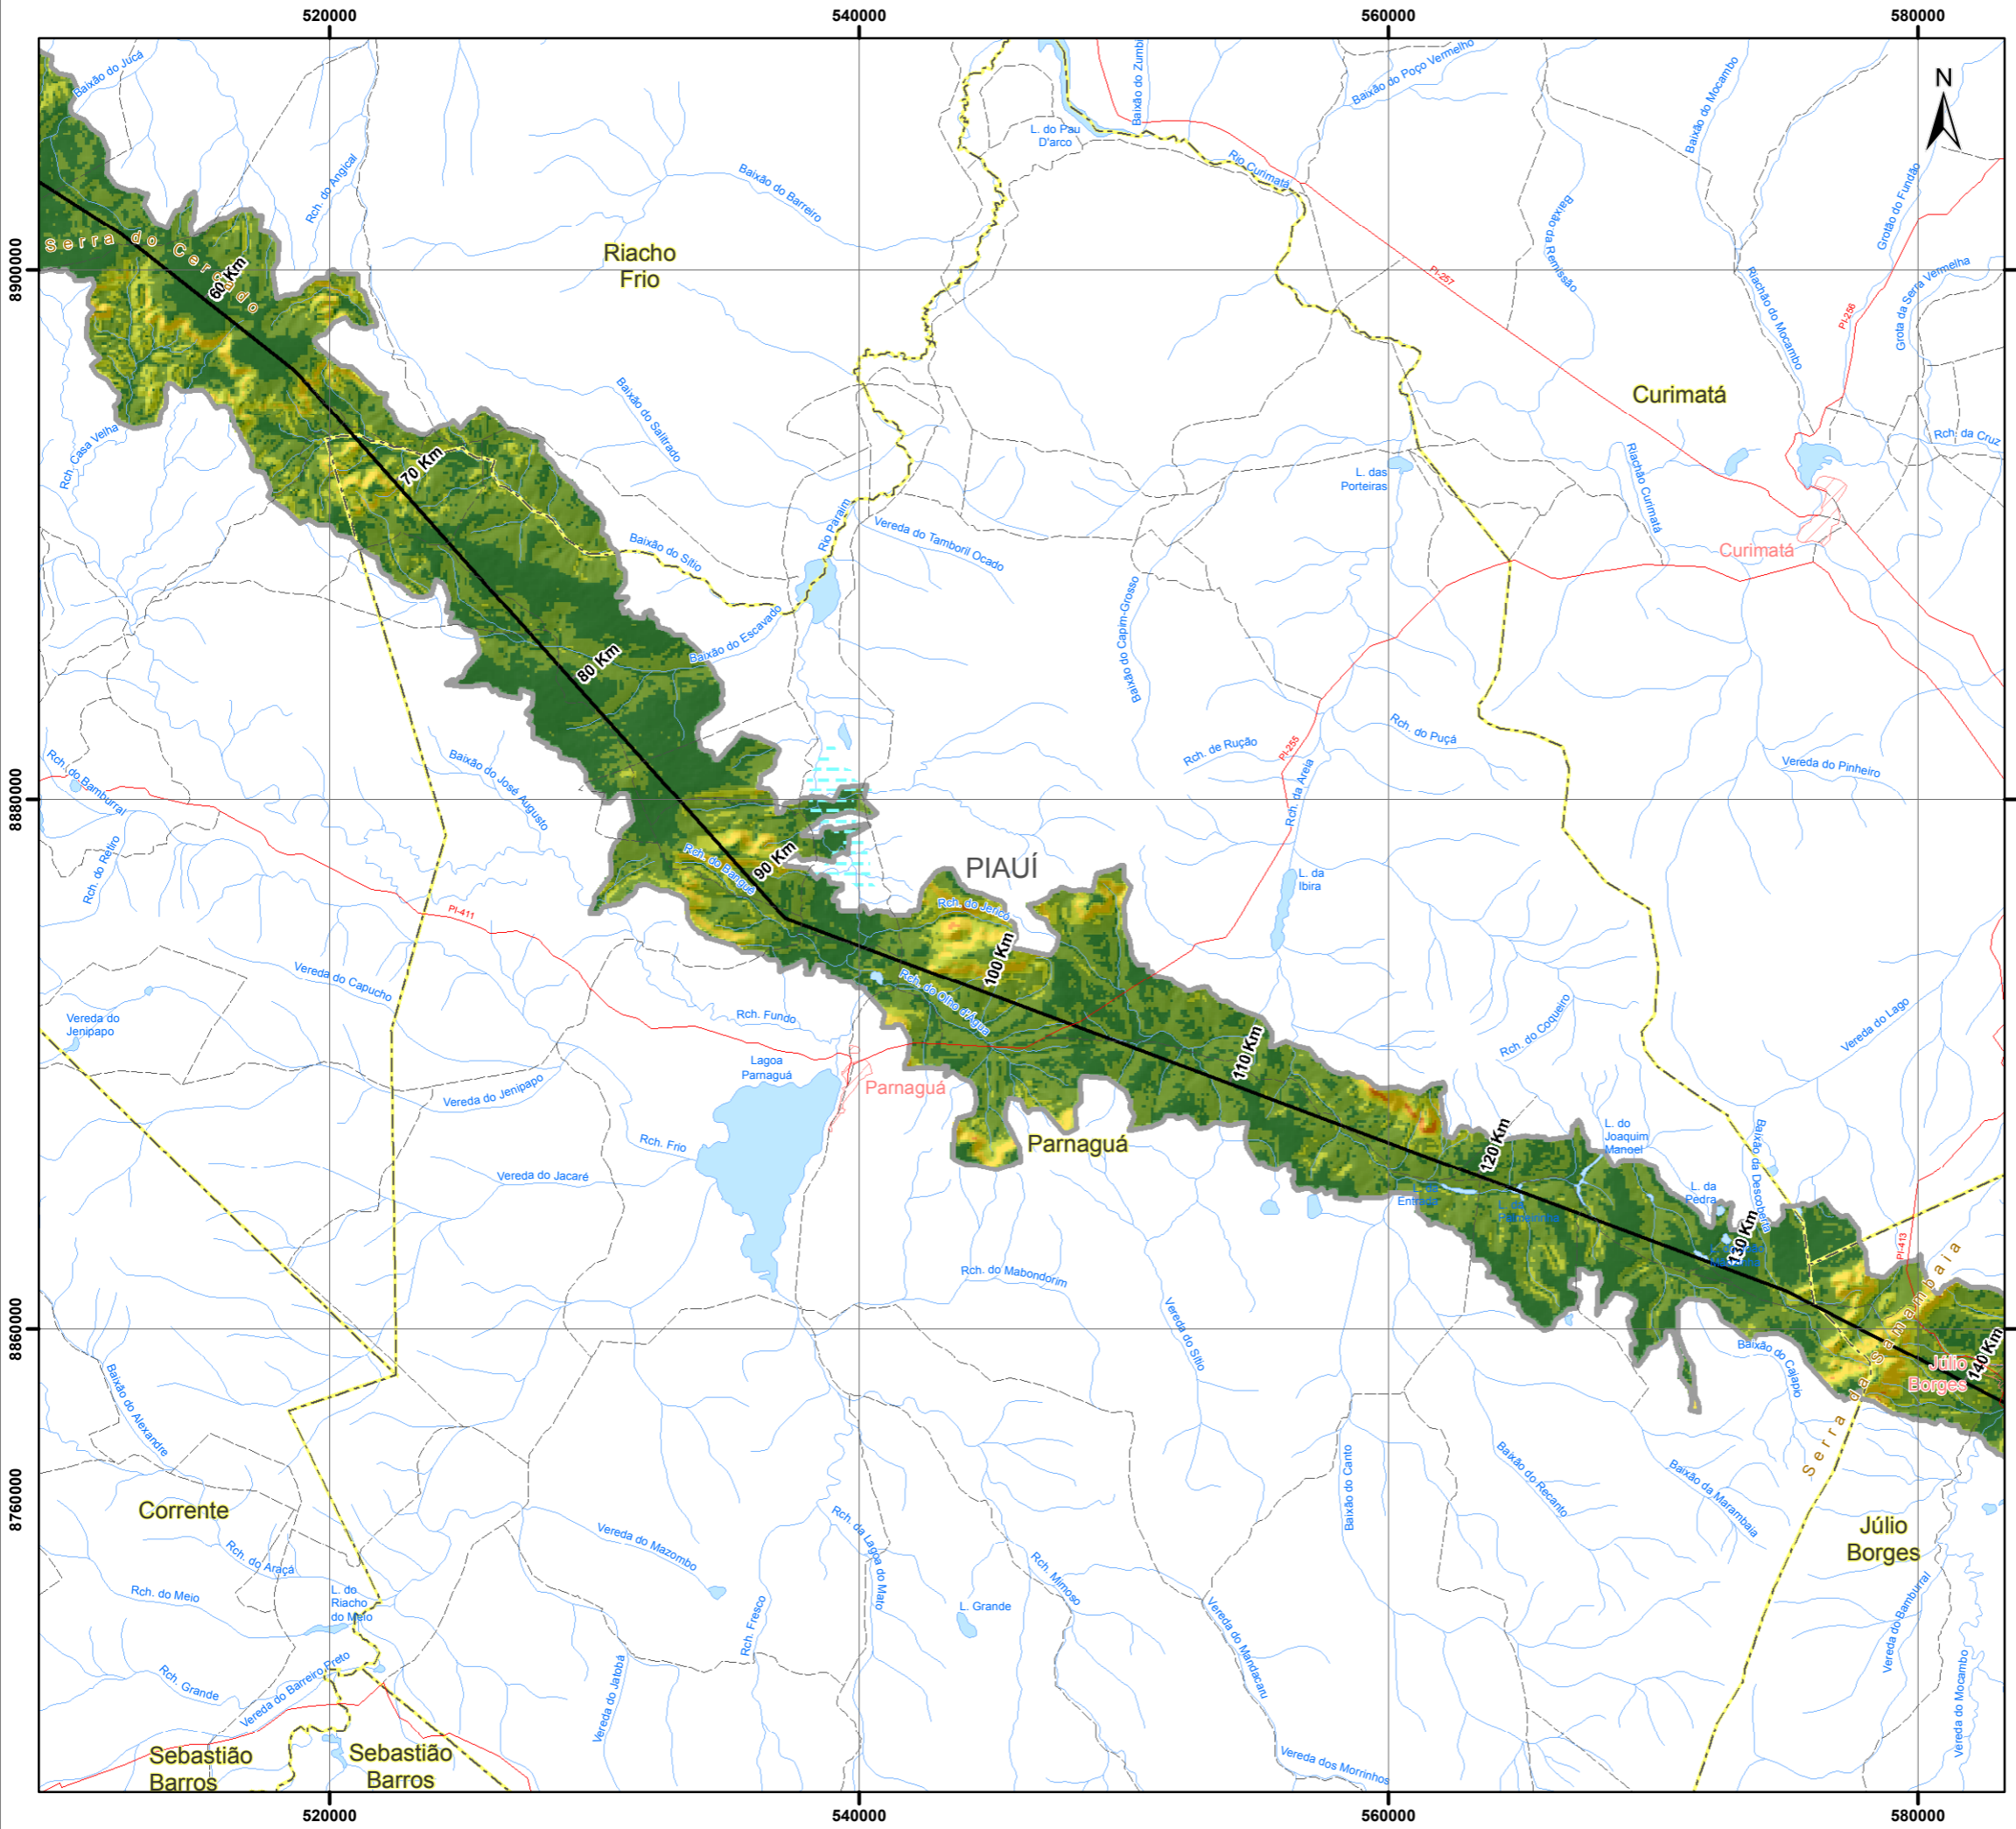 520000
540000
560000
580000
N
Baixão do Jucá
Baixão do Zumbi
Baixão do Poço Vermelho
Baixão do Mocambo
L. do Pau
D'arco
Rio Curimatá
Rch. do Angical
Baixão do Barreiro
Baixão da Remissão
Grotão do Fundão
Serra do Cercado
60 Km
Riacho
Frio
8900000
PI-257
Riachão do Mocambo
PI-256
Grota da Serra Vermelha
Curimatá
Baixão do Salitrado
Rch. Casa Velha
70 Km
Rch. da Cruz
L. das
Porteiras
Riachão Curimatá
Rio Paraim
Vereda do Tamboril Ocado
Baixão do Sítio
Curimatá
Baixão do Capim-Grosso
Baixão do Escavado
80 Km
Rch. do Puçá
Rch. de Rução
PI-255
Rch. da Areia
Vereda do Pinheiro
Rch. do Bamburral
Baixão do José Augusto
8880000
Rch. do Retiro
Rch. do Bangüê
90 Km
PIAUÍ
L. da
Ibira
PI-411
Rch. do Jericó
100 Km
Vereda do Capucho
Rch. do Olho d'Água
Vereda do
Jenipapo
Rch. Fundo
Rch. do Coqueiro
Vereda do Lago
Lagoa
Parnaguá
110 Km
Parnaguá
Vereda do Jenipapo
Rch. Frio
Parnaguá
120 Km
L. do
Joaquim
Manoel
Baixão da Descoberta
Vereda do Jacaré
L. da
Entrada
L. da
Pedra
130 Km
PI-413
Rch. do Mabondorim
Serra da Samambaia
Vereda do Sítio
8860000
Baixão do Cajapio
Júlio
Borges
140 Km
Baixão do Alexandre
Baixão do Canto
Baixão do Recanto
Baixão da Marambaia
8760000
Corrente
Júlio
Borges
Rch. do Araçá
Vereda do Mazombo
Rch. da Lagoa do Mato
Rch. Mimoso
Rch. do Meio
L. do
Riacho
do Meio
Rch. Fresco
L. Grande
Vereda do Mandacaru
Vereda do Bamburral
Rch. Grande
Vereda do Barreiro Preto
Vereda do Jatobá
Vereda do Mocambo
Sebastião
Barros
Sebastião
Barros
Vereda dos Morrinhos
520000
540000
560000
580000